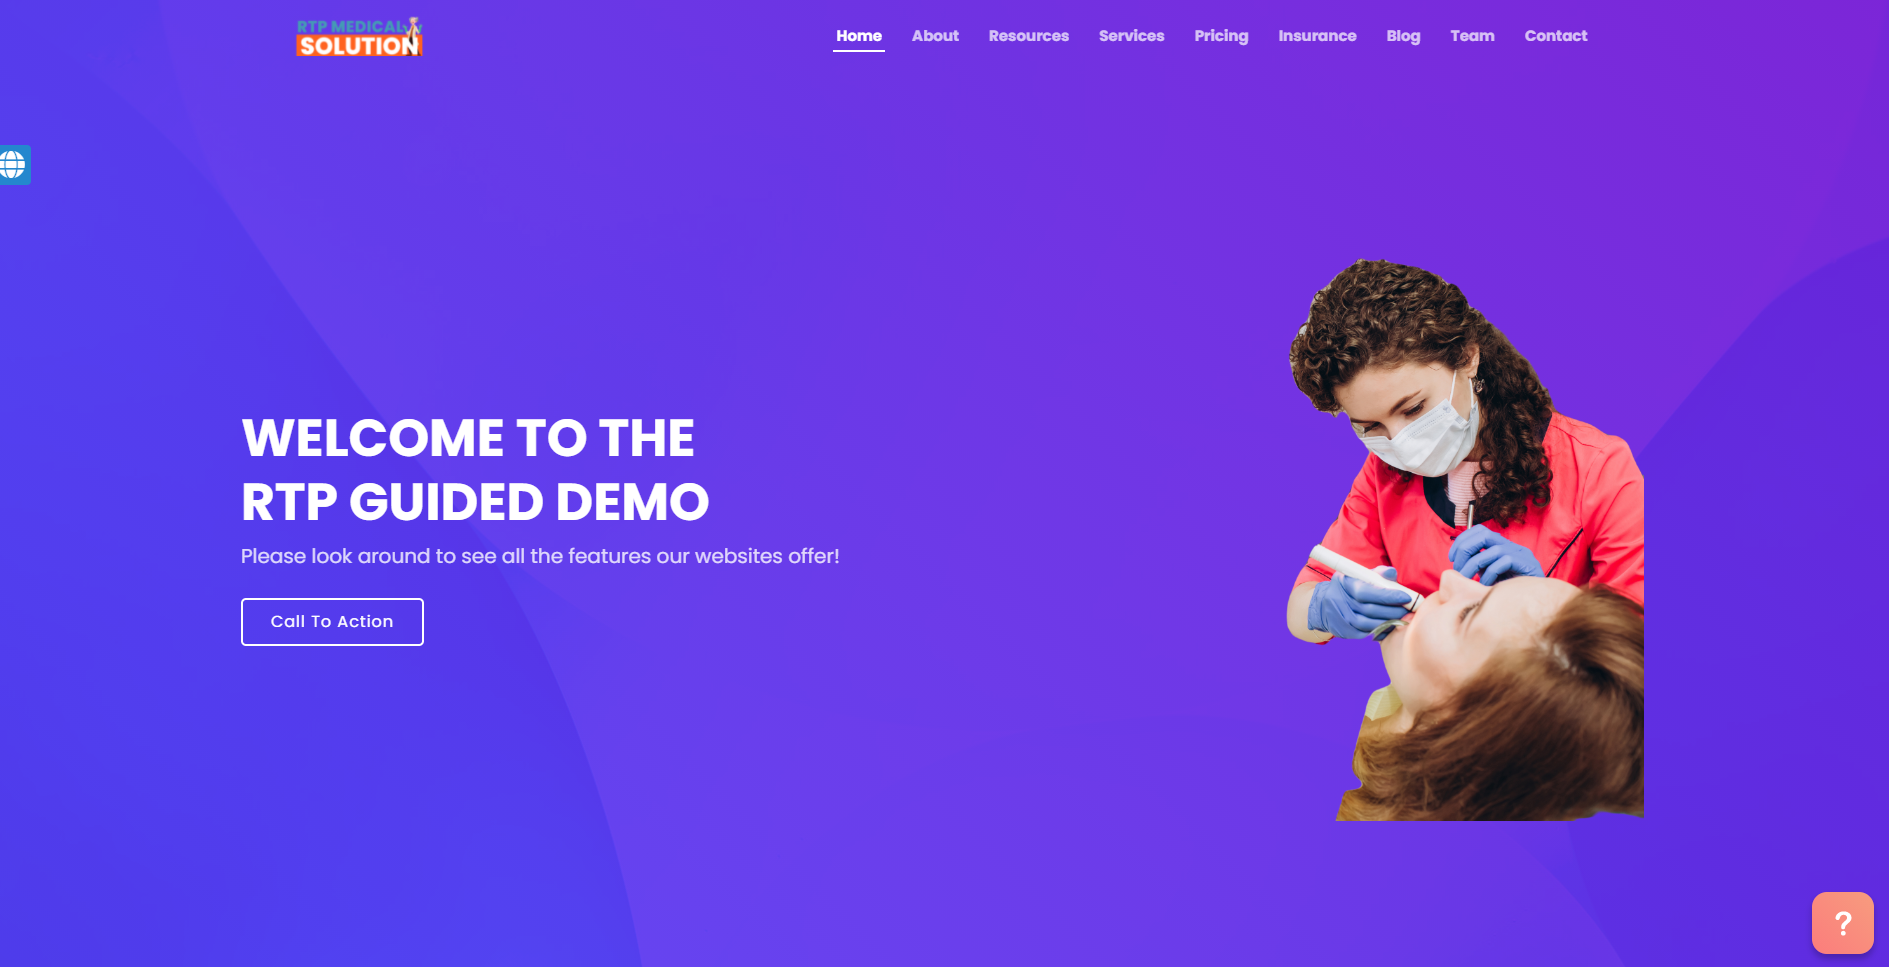 RTP MEDICAL
SOLUTION
Home About Resources Services Pricing Insurance Blog Team Contact
WELCOME TO THE
RTP GUIDED DEMO
Please look around to see all the features our websites offer!
Call To Action
?